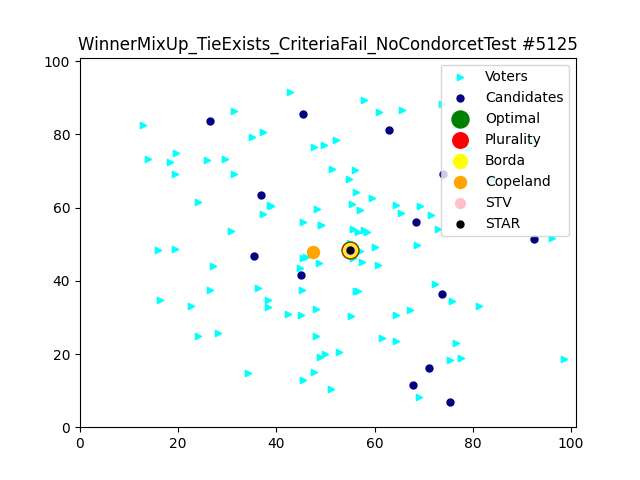 WinnerMixUp_TieExists_CriteriaFail_NoCondorcetTest #5125
100
80
60
40
20
0
0 20 40 60 80 100
Voters
Candidates
Optimal
Plurality
Borda
Copeland
STV
STAR